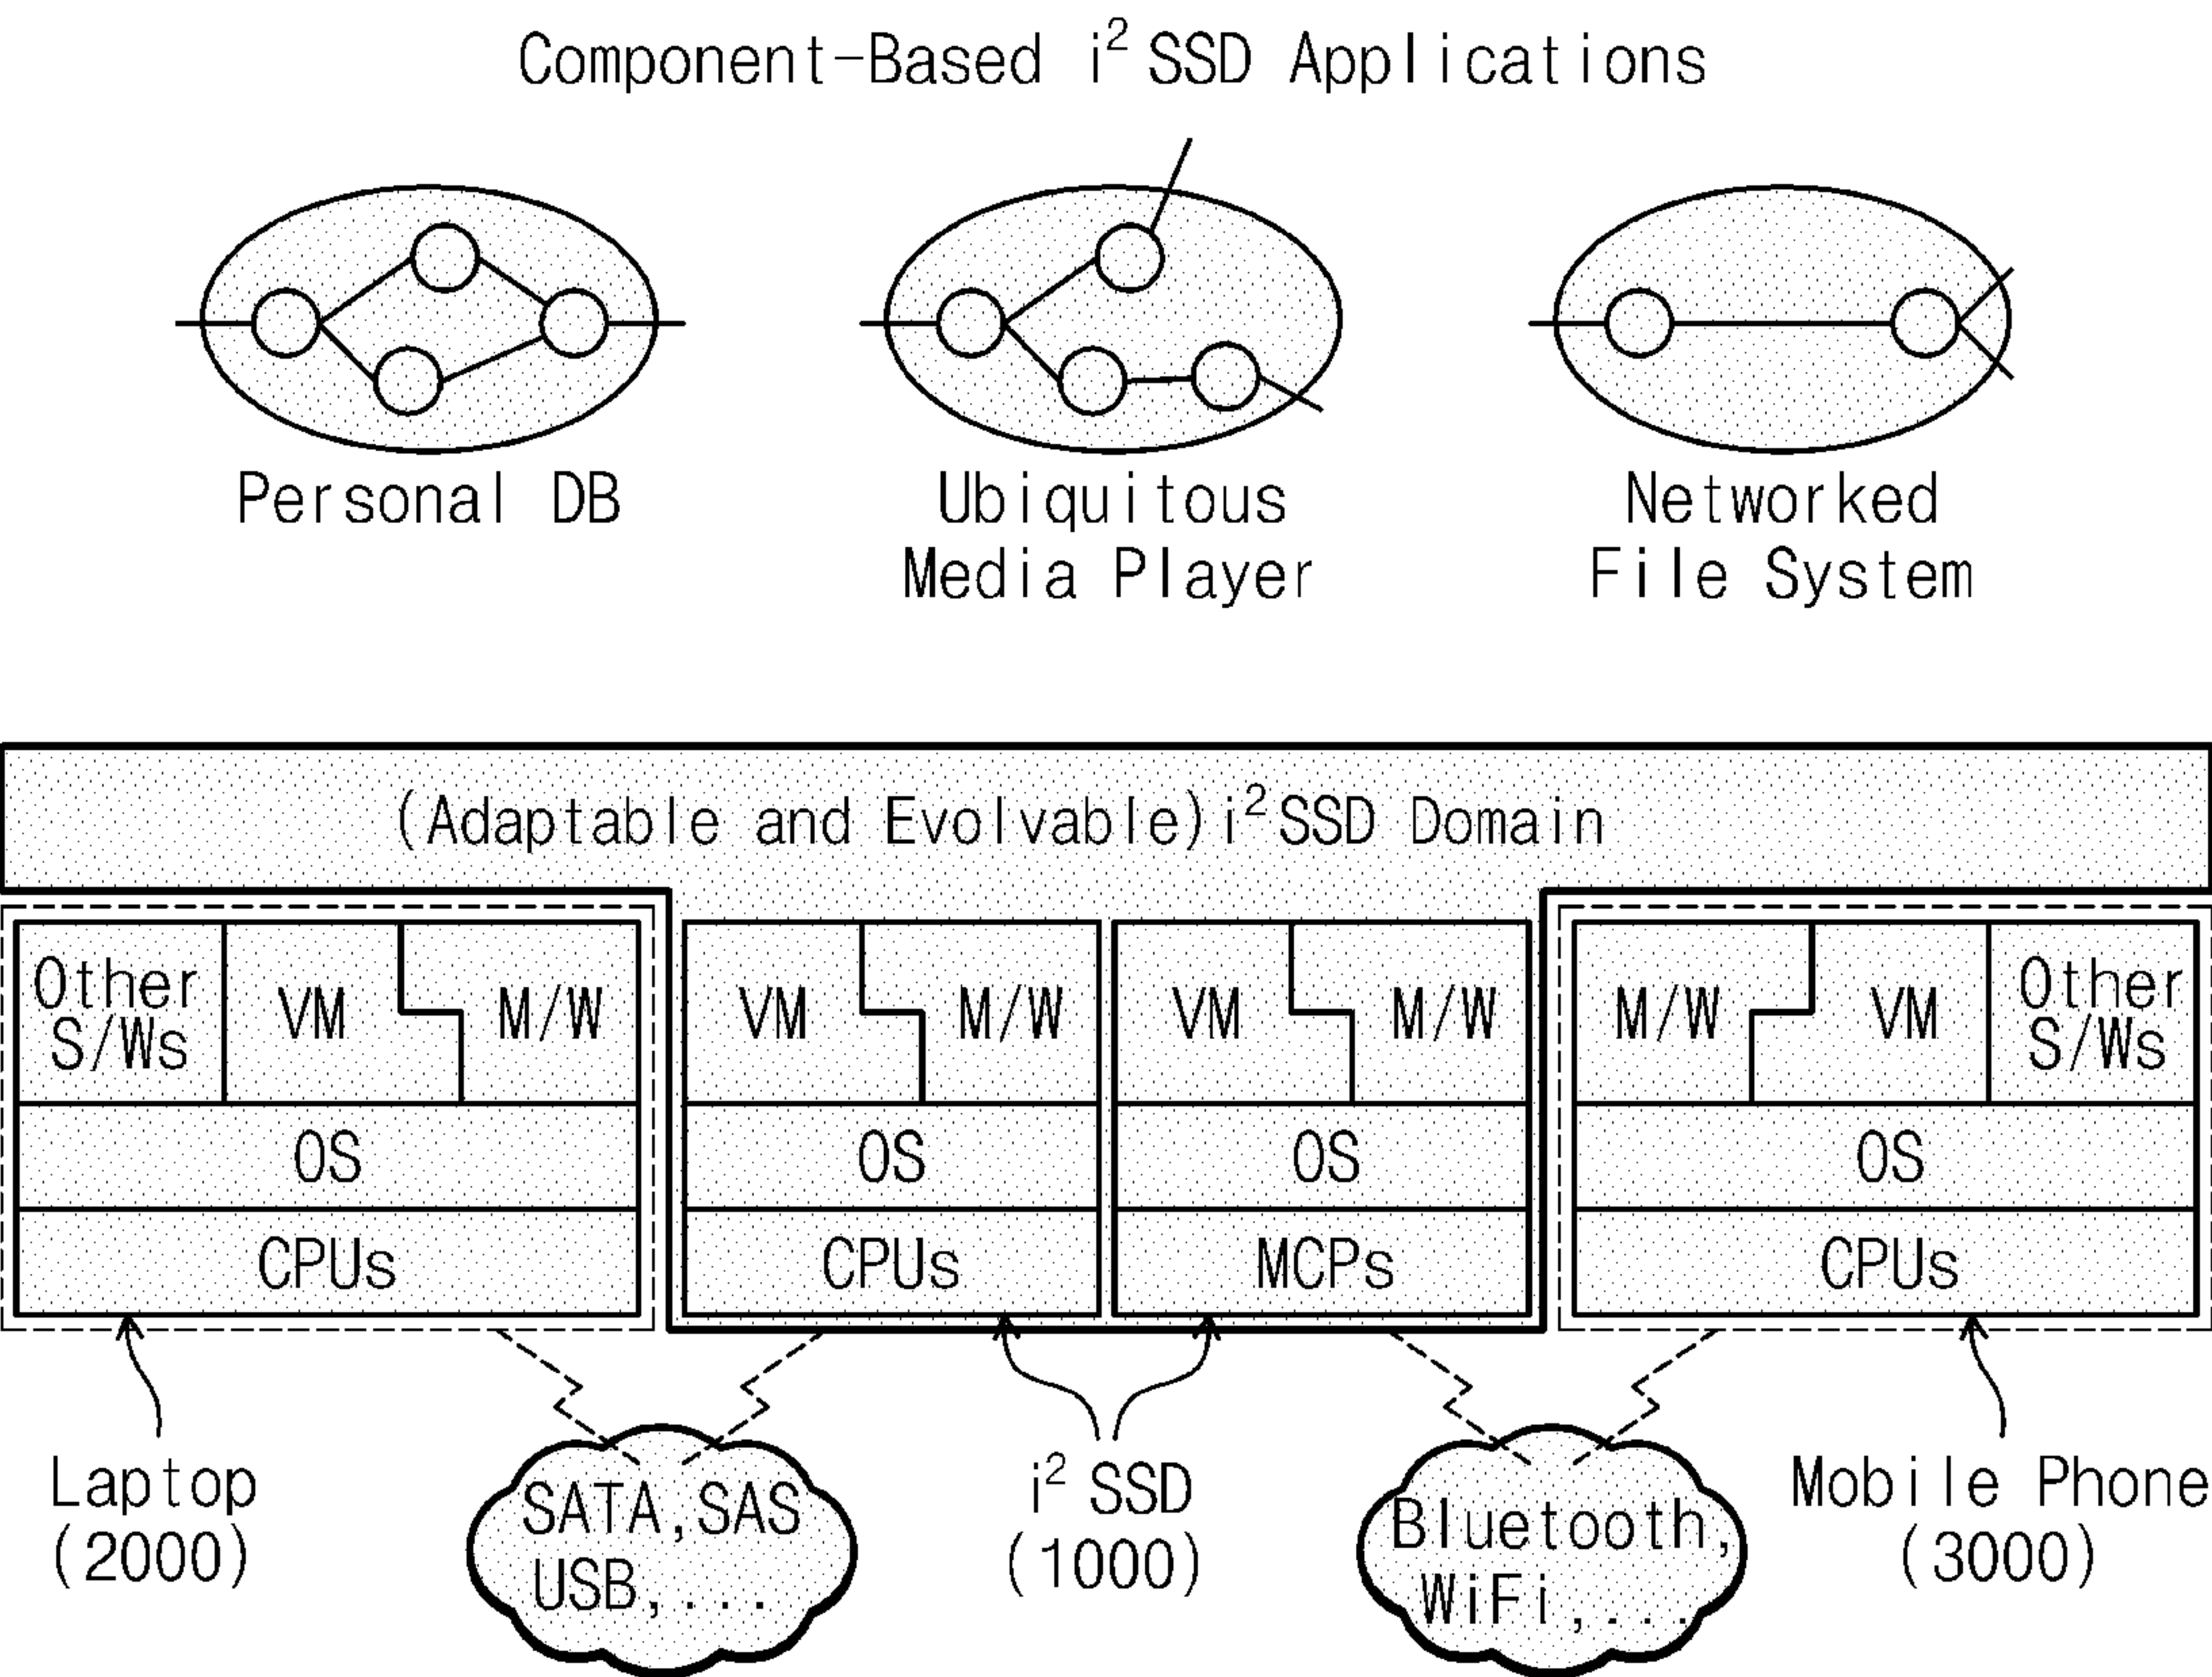 Component-Based i² SSD Applications
Personal DB
Ubiquitous
Media Player
Networked
File System
(Adaptable and Evolvable) i² SSD Domain
Other
S/Ws
VM
M/W
OS
CPUs
VM
M/W
OS
CPUs
VM
M/W
OS
MCPs
M/W
VM
Other
S/Ws
OS
CPUs
Laptop
(2000)
SATA, SAS
USB, ...
i² SSD
(1000)
Bluetooth,
WiFi, ...
Mobile Phone
(3000)